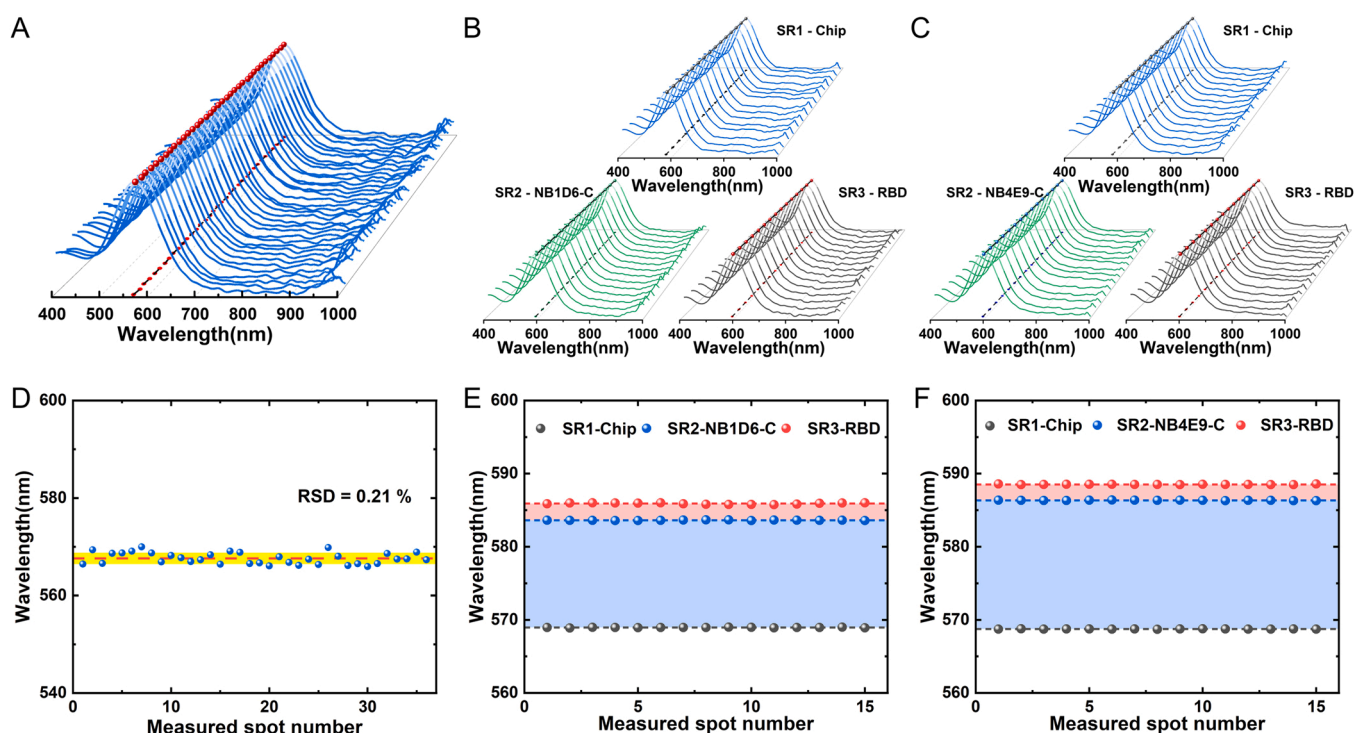 A
400 500 600 700 800 900 1000
Wavelength(nm)
B
SR1 - Chip
400 600 800 1000
Wavelength(nm)
SR2 - NB1D6-C
400 600 800 1000
Wavelength(nm)
SR3 - RBD
400 600 800 1000
Wavelength(nm)
C
SR1 - Chip
400 600 800 1000
Wavelength(nm)
SR2 - NB4E9-C
400 600 800 1000
Wavelength(nm)
SR3 - RBD
400 600 800 1000
Wavelength(nm)
D
600
580
560
540
Wavelength(nm)
RSD = 0.21 %
0 10 20 30
Measured spot number
E
600
590
580
570
560
Wavelength(nm)
SR1-Chip SR2-NB1D6-C SR3-RBD
0 5 10 15
Measured spot number
F
600
590
580
570
560
Wavelength(nm)
SR1-Chip SR2-NB4E9-C SR3-RBD
0 5 10 15
Measured spot number